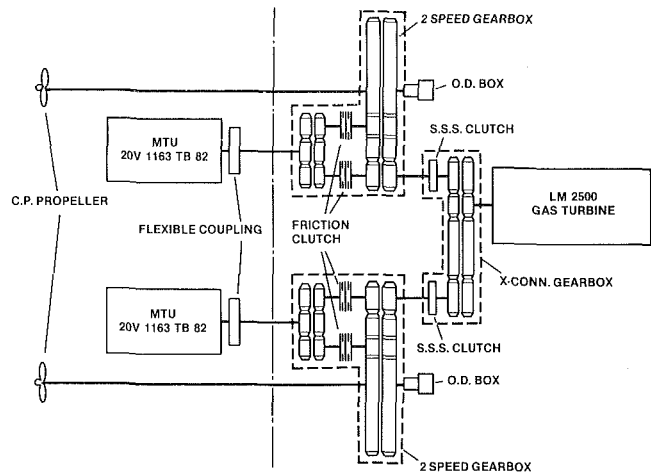 2 SPEED GEARBOX
O.D. BOX
S.S.S. CLUTCH
MTU
20V 1163 TB 82
LM 2500
GAS TURBINE
C.P. PROPELLER
FLEXIBLE COUPLING
FRICTION
CLUTCH
X-CONN. GEARBOX
MTU
20V 1163 TB 82
S.S.S. CLUTCH
O.D. BOX
2 SPEED GEARBOX